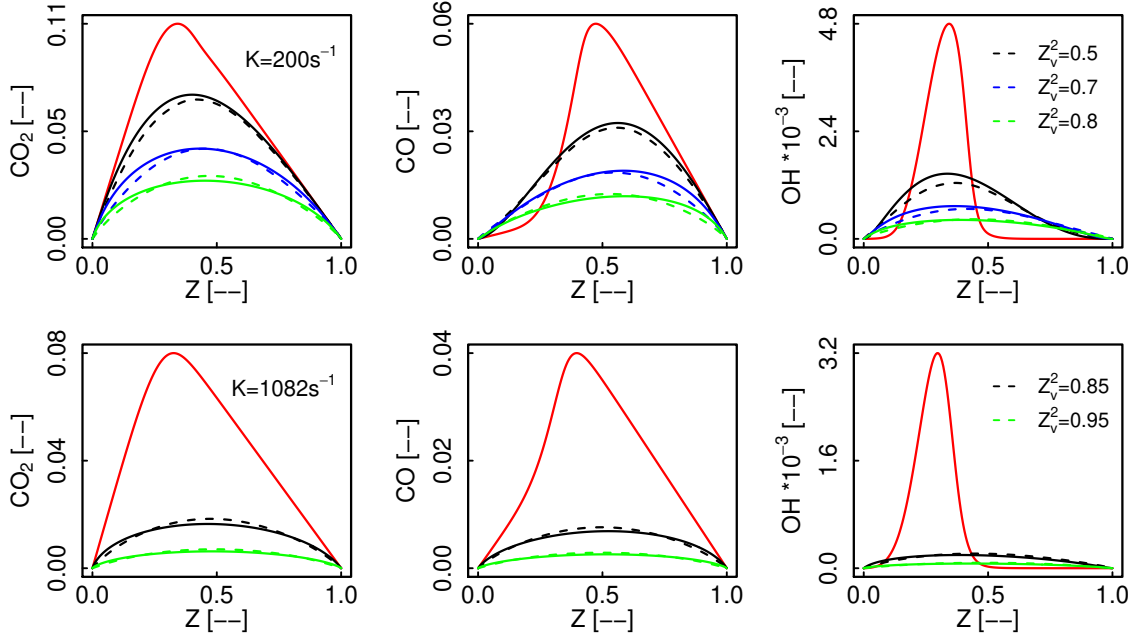 CO₂ [−−]
0.00
0.05
0.11
K=200s⁻¹
0.0
0.5
1.0
Z [−−]
CO [−−]
0.00
0.03
0.06
0.0
0.5
1.0
Z [−−]
OH *10⁻³ [−−]
0.0
2.4
4.8
Zᵥ²=0.5
Zᵥ²=0.7
Zᵥ²=0.8
0.0
0.5
1.0
Z [−−]
CO₂ [−−]
0.00
0.04
0.08
K=1082s⁻¹
0.0
0.5
1.0
Z [−−]
CO [−−]
0.00
0.02
0.04
0.0
0.5
1.0
Z [−−]
OH *10⁻³ [−−]
0.0
1.6
3.2
Zᵥ²=0.85
Zᵥ²=0.95
0.0
0.5
1.0
Z [−−]